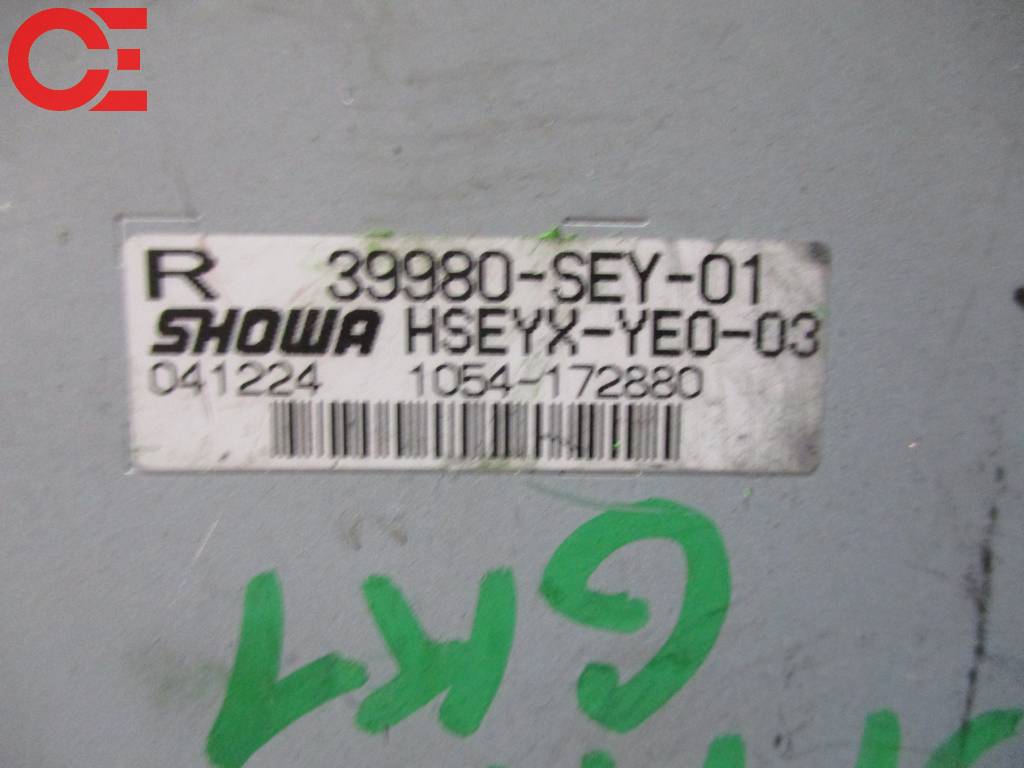 CE
R 39980-SEY-01
SHOWA HSEYX-YE0-03
041224 1054-172880
GK1